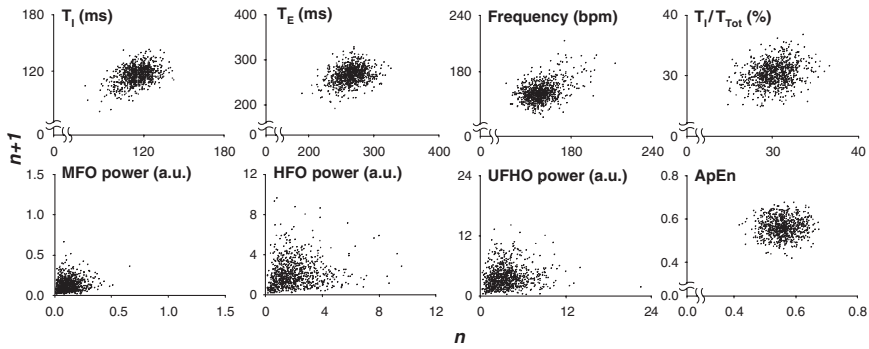 T_I (ms)
180
120
0
0 120 180
T_E (ms)
400
300
200
0
0 200 300 400
Frequency (bpm)
240
180
0
0 180 240
T_I/T_Tot (%)
40
30
0
0 30 40
n+1
MFO power (a.u.)
1.5
1.0
0.5
0.0
0.0 0.5 1.0 1.5
HFO power (a.u.)
12
8
4
0
0 4 8 12
UFHO power (a.u.)
24
12
0
0 12 24
ApEn
0.8
0.6
0.4
0.0
0.0 0.4 0.6 0.8
n